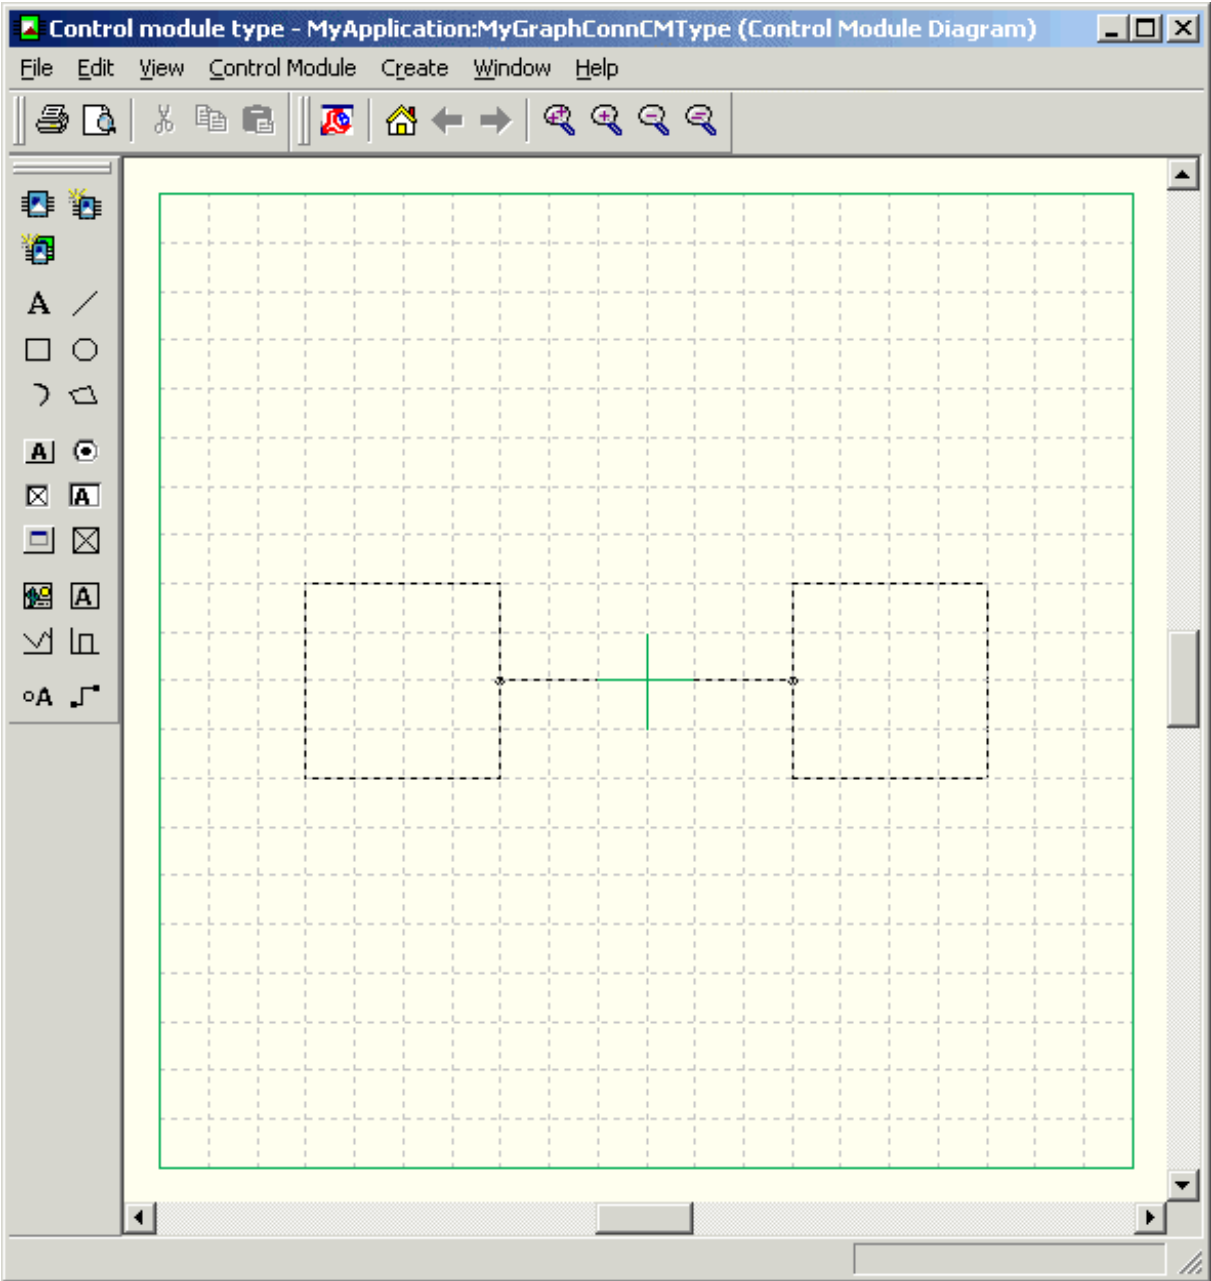 Control module type - MyApplication:MyGraphConnCMType (Control Module Diagram)
File Edit View Control Module Create Window Help
A
A
A
A
A